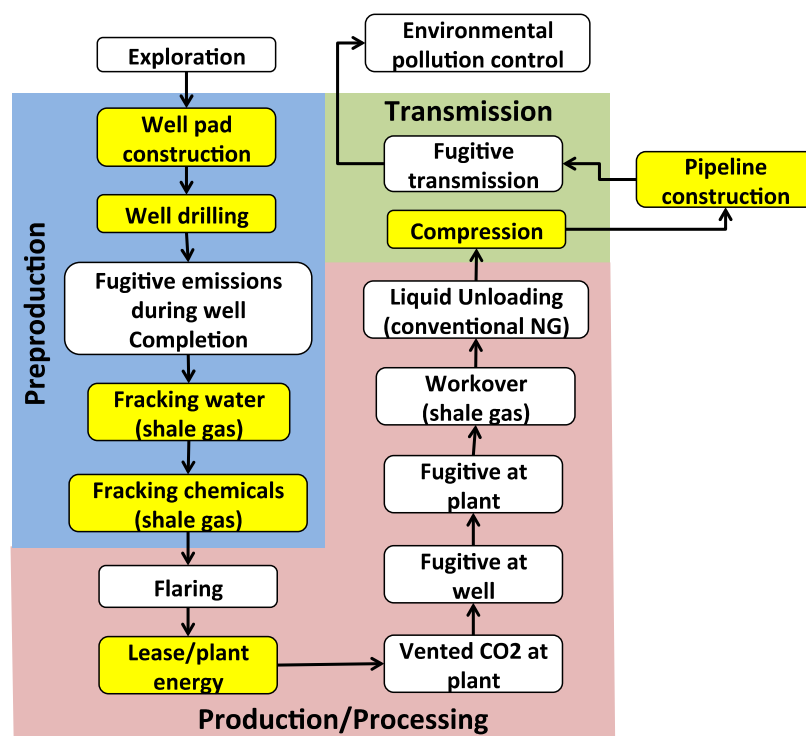 Exploration
Preproduction
Well pad
construction
Well drilling
Fugitive emissions
during well
Completion
Fracking water
(shale gas)
Fracking chemicals
(shale gas)
Flaring
Lease/plant
energy
Production/Processing
Vented CO2 at
plant
Fugitive at
well
Fugitive at
plant
Workover
(shale gas)
Liquid Unloading
(conventional NG)
Transmission
Compression
Pipeline
construction
Fugitive
transmission
Environmental
pollution control